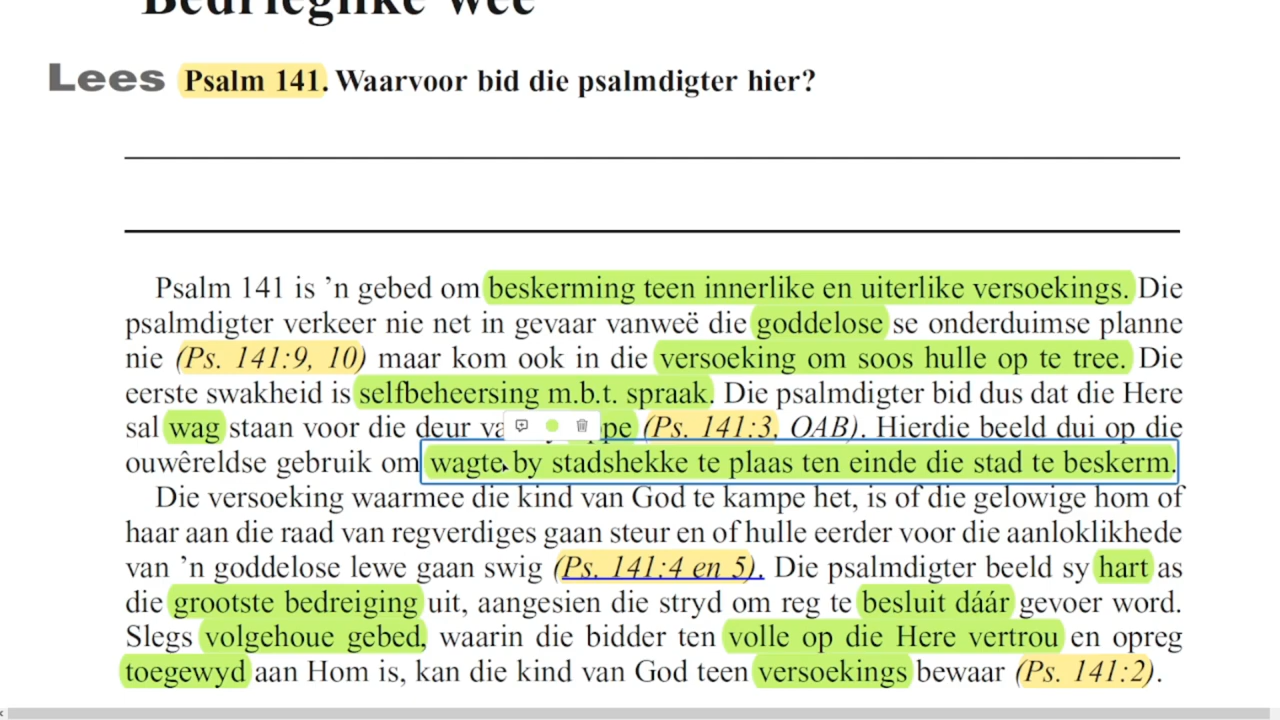 Bedrieglike weë
Lees Psalm 141. Waarvoor bid die psalmdigter hier?
Psalm 141 is ’n gebed om beskerming teen innerlike en uiterlike versoekings. Die
psalmdigter verkeer nie net in gevaar vanweë die goddelose se onderduimse planne
nie (Ps. 141:9, 10) maar kom ook in die versoeking om soos hulle op te tree. Die
eerste swakheid is selfbeheersing m.b.t. spraak. Die psalmdigter bid dus dat die Here
sal wag staan voor die deur va pe (Ps. 141:3, OAB). Hierdie beeld dui op die
ouwêreldse gebruik om wagte by stadshekke te plaas ten einde die stad te beskerm.
Die versoeking waarmee die kind van God te kampe het, is of die gelowige hom of
haar aan die raad van regverdiges gaan steur en of hulle eerder voor die aanloklikhede
van ’n goddelose lewe gaan swig (Ps. 141:4 en 5). Die psalmdigter beeld sy hart as
die grootste bedreiging uit, aangesien die stryd om reg te besluit dáár gevoer word.
Slegs volgehoue gebed, waarin die bidder ten volle op die Here vertrou en opreg
toegewyd aan Hom is, kan die kind van God teen versoekings bewaar (Ps. 141:2).